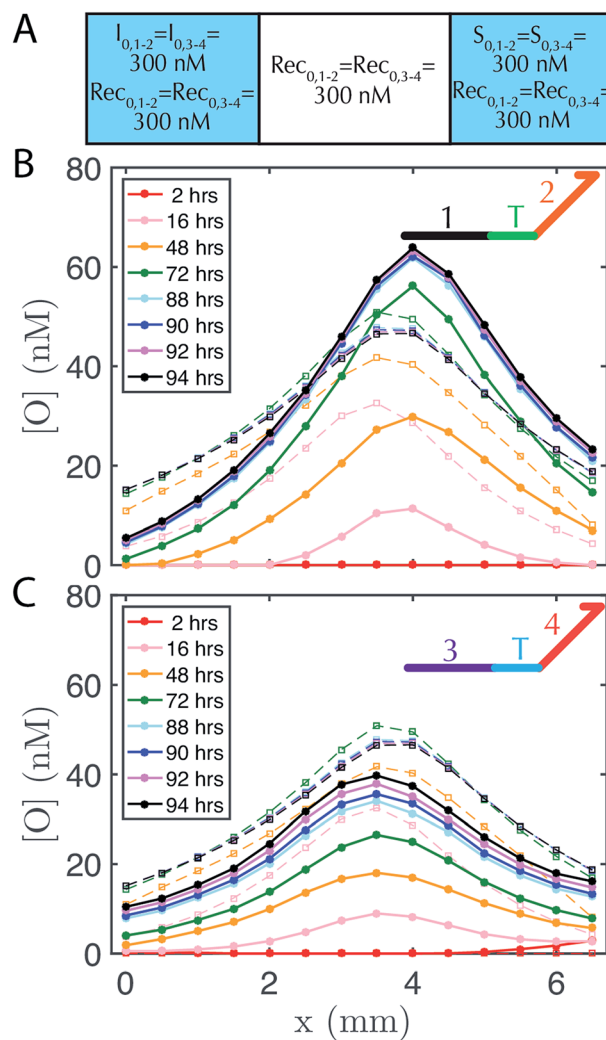 A
I0,1-2=I0,3-4=
300 nM
Rec0,1-2=Rec0,3-4=
300 nM
Rec0,1-2=Rec0,3-4=
300 nM
S0,1-2=S0,3-4=
300 nM
Rec0,1-2=Rec0,3-4=
300 nM
B
80
60
40
20
0
[O] (nM)
2 hrs
16 hrs
48 hrs
72 hrs
88 hrs
90 hrs
92 hrs
94 hrs
1 T 2
C
80
60
40
20
0
[O] (nM)
2 hrs
16 hrs
48 hrs
72 hrs
88 hrs
90 hrs
92 hrs
94 hrs
3 T 4
0 2 4 6
x (mm)